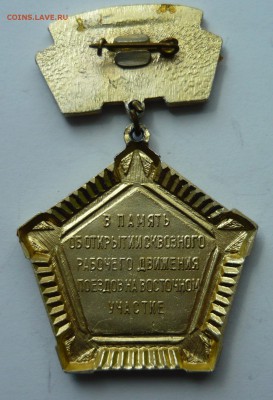 COINS.LAVE.RU
В ПАМЯТЬ
ОБ ОТКРЫТИИ СКВОЗНОГО
РАБОЧЕГО ДВИЖЕНИЯ
ПОЕЗДОВ НА ВОСТОЧНОМ
УЧАСТКЕ